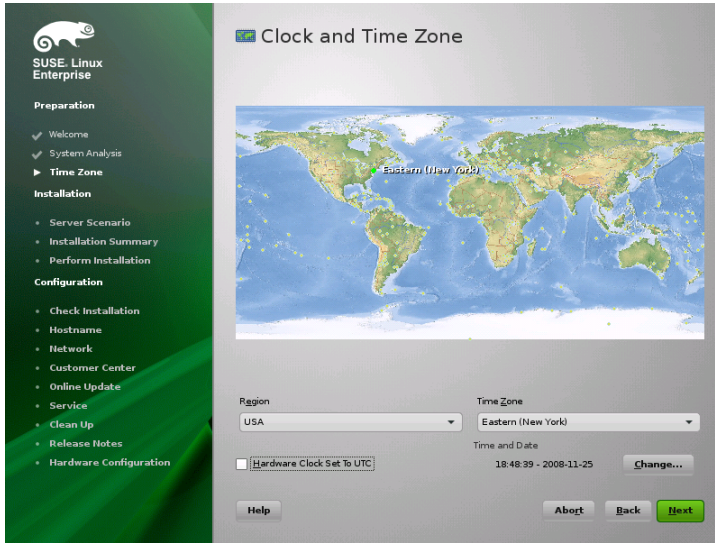 SUSE. Linux
Enterprise
Preparation
Welcome
System Analysis
Time Zone
Installation
Server Scenario
Installation Summary
Perform Installation
Configuration
Check Installation
Hostname
Network
Customer Center
Online Update
Service
Clean Up
Release Notes
Hardware Configuration
Clock and Time Zone
Eastern (New York)
Region
USA
Time Zone
Eastern (New York)
Hardware Clock Set To UTC
Time and Date
18:48:39 - 2008-11-25
Change...
Help
Abort
Back
Next